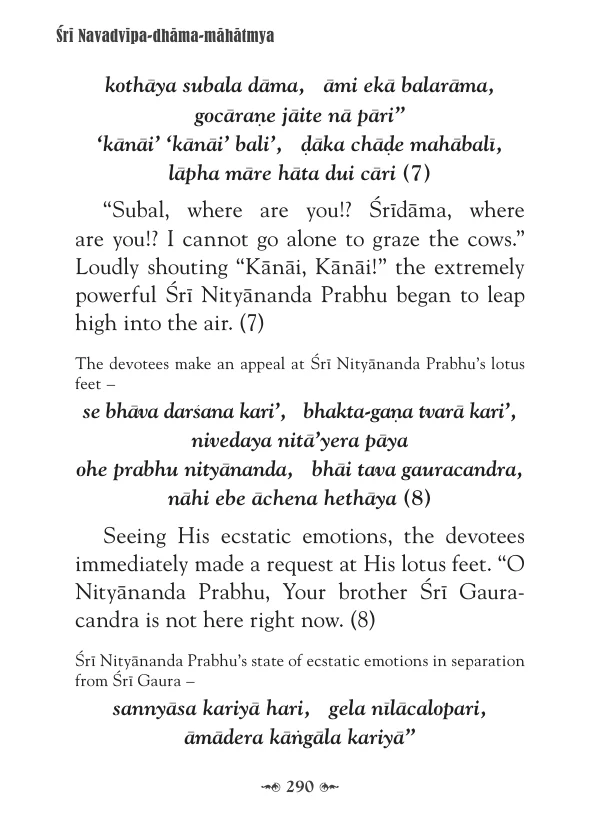 Śrī Navadvīpa-dhāma-māhātmya
kothāya subala dāma, āmi ekā balarāma,
gocāraṇe jāite nā pāri”
‘kānāi’ ‘kānāi’ bali’, ḍāka chāḍe mahābalī,
lāpha māre hāta dui cāri (7)
“Subal, where are you!? Śrīdāma, where
are you!? I cannot go alone to graze the cows.”
Loudly shouting “Kānāi, Kānāi!” the extremely
powerful Śrī Nityānanda Prabhu began to leap
high into the air. (7)
The devotees make an appeal at Śrī Nityānanda Prabhu’s lotus
feet –
se bhāva darśana kari’, bhakta-gaṇa tvarā kari’,
nivedaya nitā’yera pāya
ohe prabhu nityānanda, bhāi tava gauracandra,
nāhi ebe āchena hethāya (8)
Seeing His ecstatic emotions, the devotees
immediately made a request at His lotus feet. “O
Nityānanda Prabhu, Your brother Śrī Gaura-
candra is not here right now. (8)
Śrī Nityānanda Prabhu’s state of ecstatic emotions in separation
from Śrī Gaura –
sannyāsa kariyā hari, gela nīlācalopari,
āmādera kāṅgāla kariyā”
290